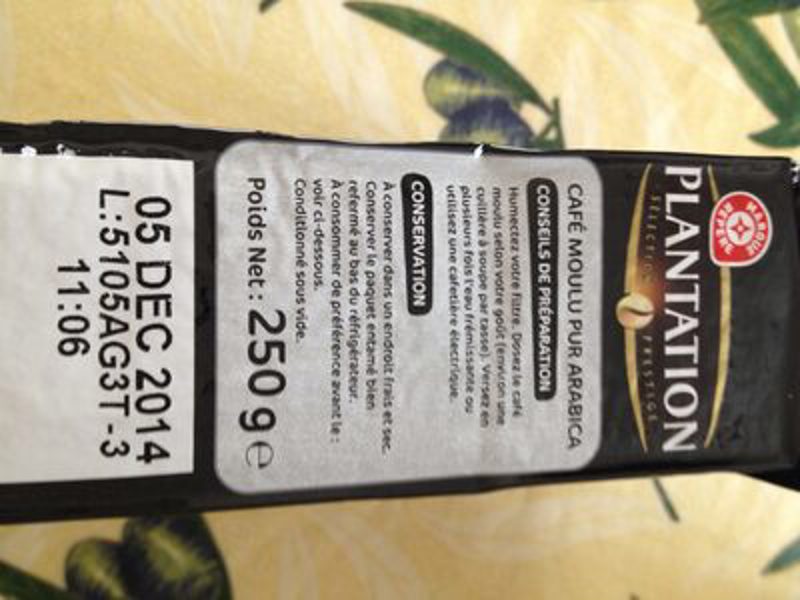 MARQUE
REPÈRE
PLANTATION
SÉLECTION PRESTIGE
CAFÉ MOULU PUR ARABICA
CONSEILS DE PRÉPARATION
Humectez votre filtre. Dosez le café
moulu selon votre goût (environ une
cuillère à soupe par tasse). Versez en
plusieurs fois l'eau frémissante ou
utilisez une cafetière électrique.
CONSERVATION
À conserver dans un endroit frais et sec.
Conserver le paquet entamé bien
refermé au bas du réfrigérateur.
À consommer de préférence avant le :
voir ci-dessous.
Conditionné sous vide.
Poids Net : 250 g ℮
05 DEC 2014
L:5105AG3T-3
11:06